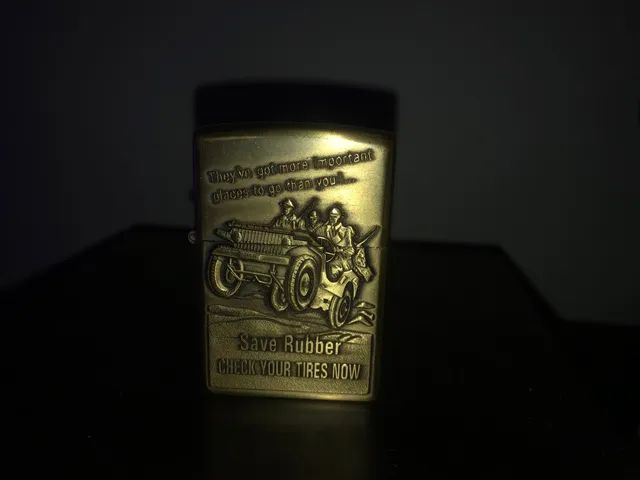 They've got more important
places to go than you!...
Save Rubber
CHECK YOUR TIRES NOW